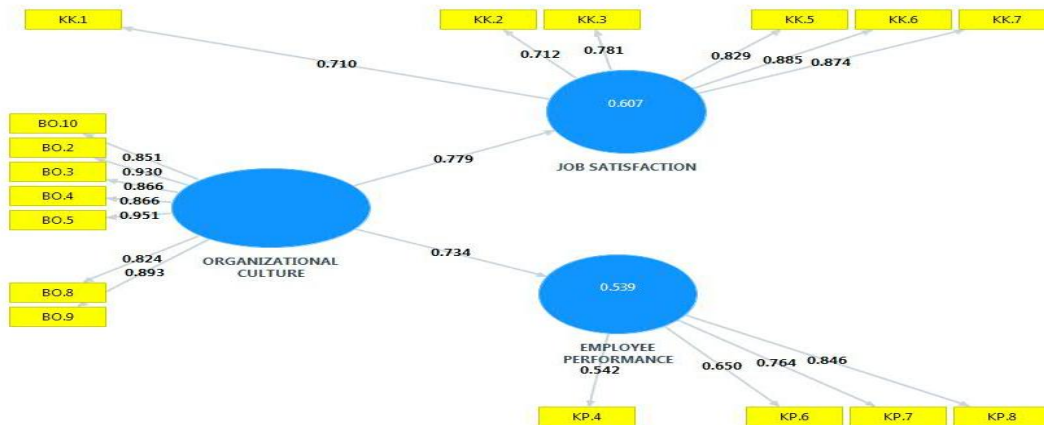 KK.1
KK.2
KK.3
KK.5
KK.6
KK.7
0.710
0.712
0.781
0.829
0.885
0.874
0.607
JOB SATISFACTION
BO.10
BO.2
BO.3
BO.4
BO.5
BO.8
BO.9
0.851
0.930
0.866
0.866
0.951
0.824
0.893
ORGANIZATIONAL
CULTURE
0.779
0.734
0.539
EMPLOYEE
PERFORMANCE
0.542
0.650
0.764
0.846
KP.4
KP.6
KP.7
KP.8